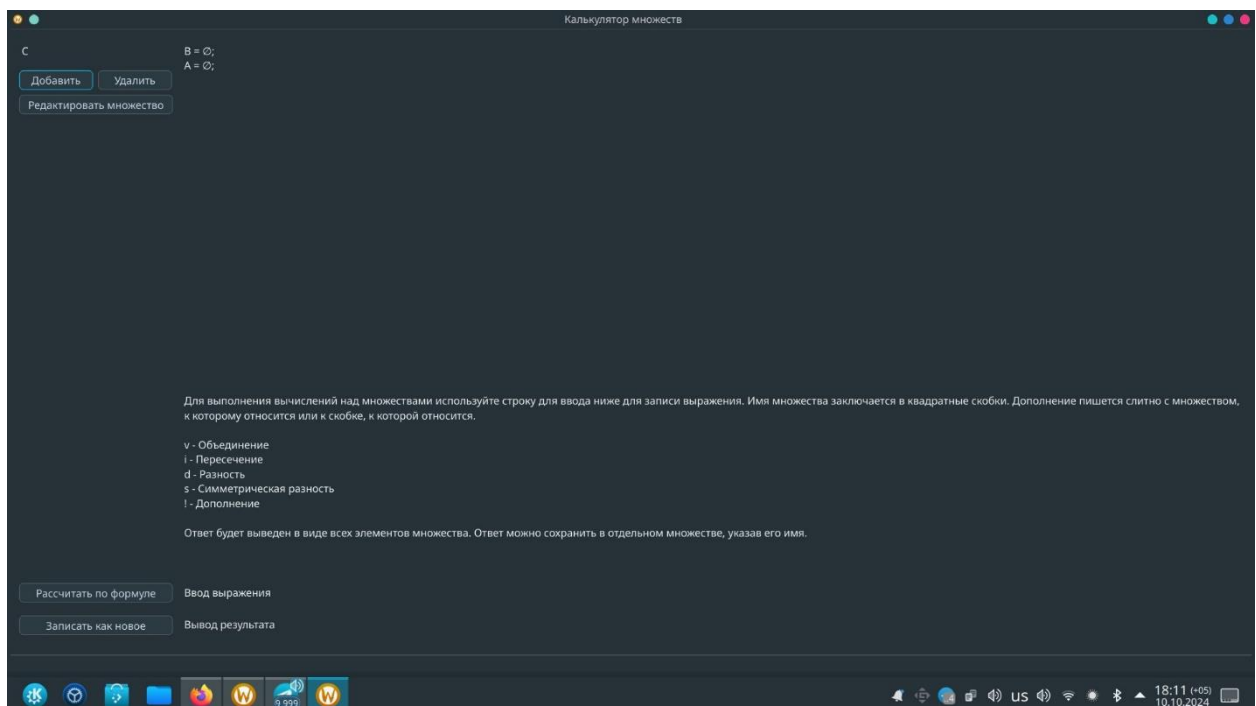 Калькулятор множеств
C
Добавить Удалить
Редактировать множество
B = ∅;
A = ∅;
Для выполнения вычислений над множествами используйте строку для ввода ниже для записи выражения. Имя множества заключается в квадратные скобки. Дополнение пишется слитно с множеством,
к которому относится или к скобке, к которой относится.
v - Объединение
i - Пересечение
d - Разность
s - Симметрическая разность
! - Дополнение
Ответ будет выведен в виде всех элементов множества. Ответ можно сохранить в отдельном множестве, указав его имя.
Рассчитать по формуле Ввод выражения
Записать как новое Вывод результата
9 999 US 18:11 (+05)
10.10.2024